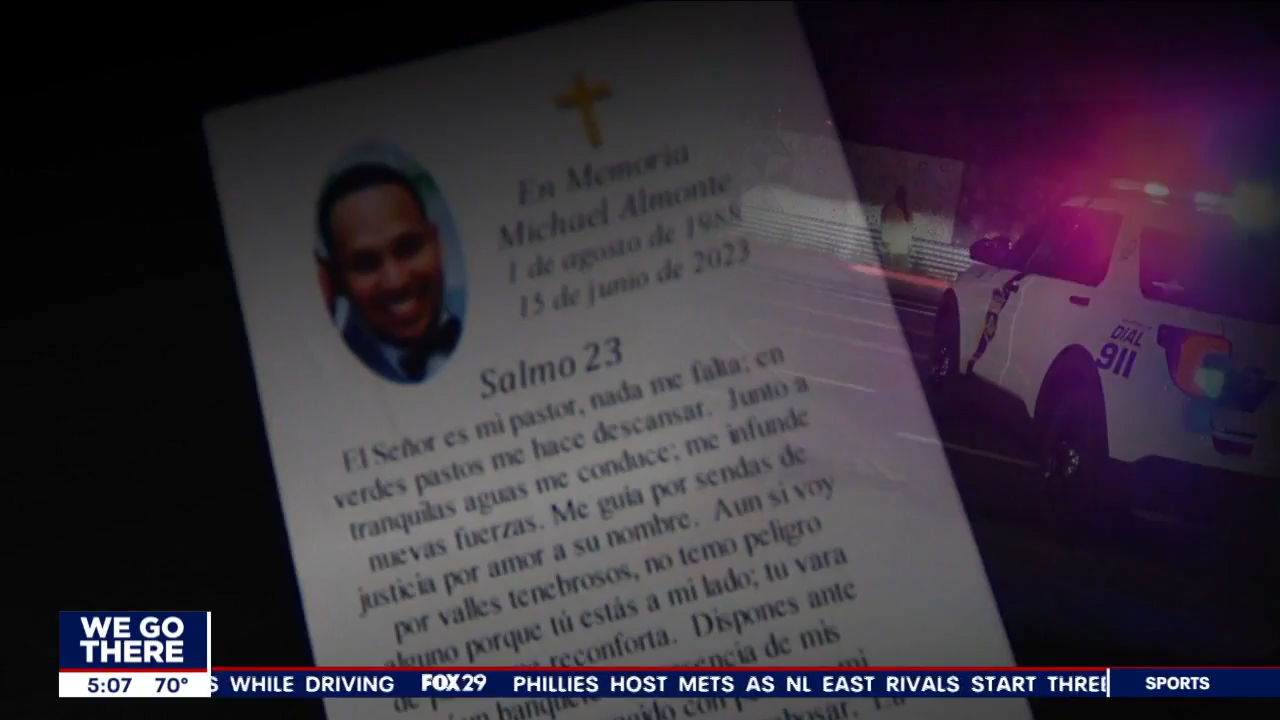 En Memoria
Michael Almonte
1 de agosto de 1988
15 de junio de 2023
Salmo 23
El Señor es mi pastor, nada me falta; en
verdes pastos me hace descansar. Junto a
tranquilas aguas me conduce; me infunde
nuevas fuerzas. Me guía por sendas de
justicia por amor a su nombre. Aun si voy
por valles tenebrosos, no temo peligro
alguno porque tú estás a mi lado; tu vara
reconforta. Dispones ante
de mis
DIAL
911
WE GO
THERE
5:07 70°
S WHILE DRIVING FOX 29 PHILLIES HOST METS AS NL EAST RIVALS START THREE
SPORTS